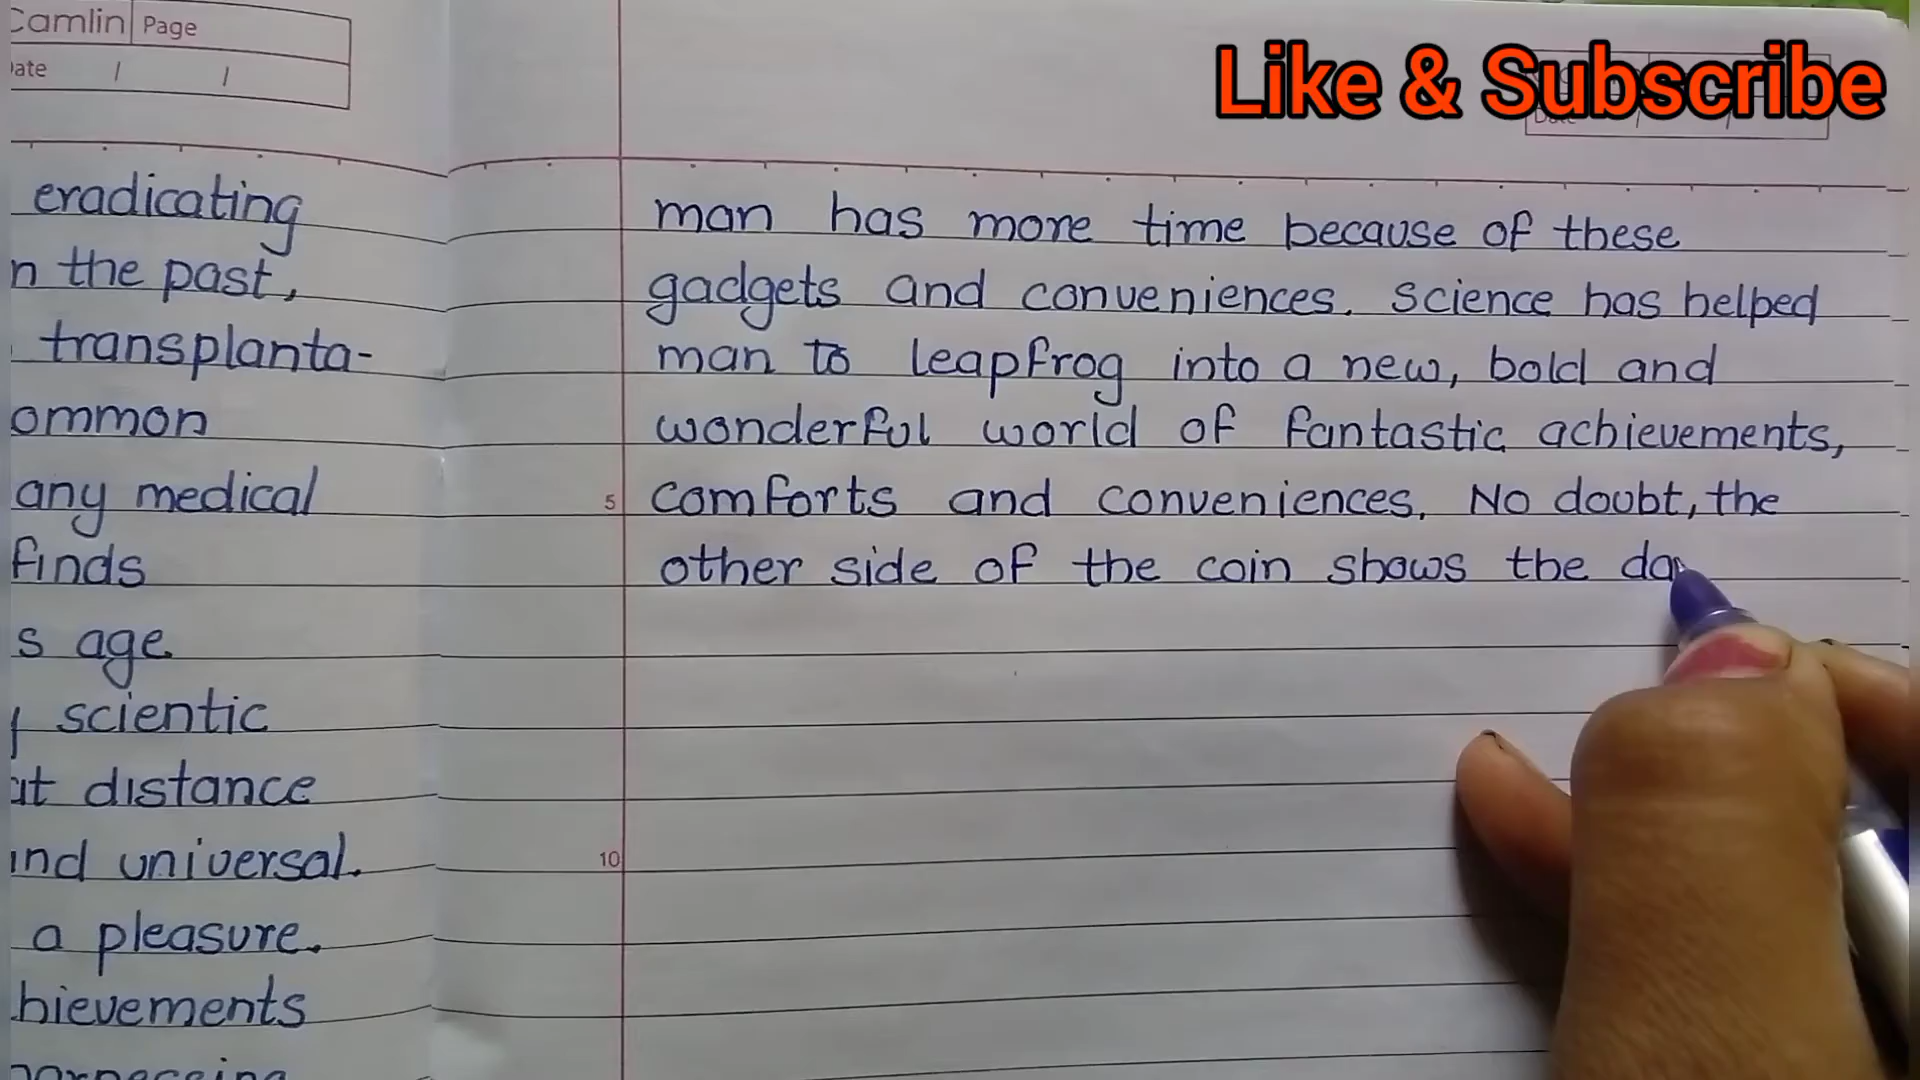 Camlin Page
Date / /
eradicating
n the past,
transplanta-
ommon
any medical
finds
s age
scientic
at distance
and universal.
a pleasure.
hievements
Like & Subscribe
man has more time because of these
gadgets and conveniences. Science has helped
man to leapfrog into a new, bold and
wonderful world of fantastic achievements,
5 comforts and conveniences. No doubt, the
other side of the coin shows the da
10